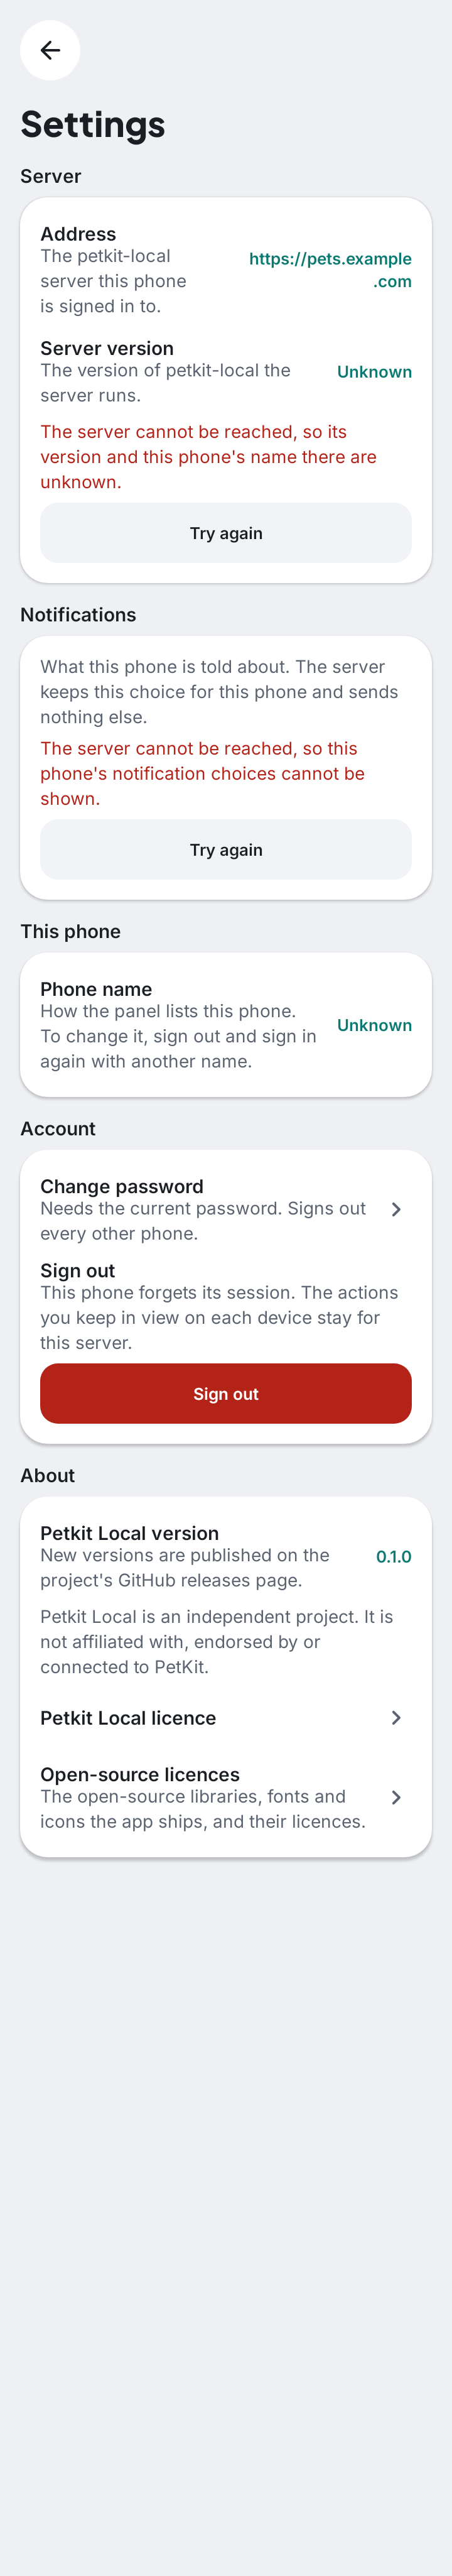 Settings
Server
Address
The petkit-local
server this phone
is signed in to.
https://pets.example
.com
Server version
The version of petkit-local the
server runs.
Unknown
The server cannot be reached, so its
version and this phone's name there are
unknown.
Try again
Notifications
What this phone is told about. The server
keeps this choice for this phone and sends
nothing else.
The server cannot be reached, so this
phone's notification choices cannot be
shown.
Try again
This phone
Phone name
How the panel lists this phone.
To change it, sign out and sign in
again with another name.
Unknown
Account
Change password
Needs the current password. Signs out
every other phone.
Sign out
This phone forgets its session. The actions
you keep in view on each device stay for
this server.
Sign out
About
Petkit Local version
New versions are published on the
project's GitHub releases page.
0.1.0
Petkit Local is an independent project. It is
not affiliated with, endorsed by or
connected to PetKit.
Petkit Local licence
Open-source licences
The open-source libraries, fonts and
icons the app ships, and their licences.